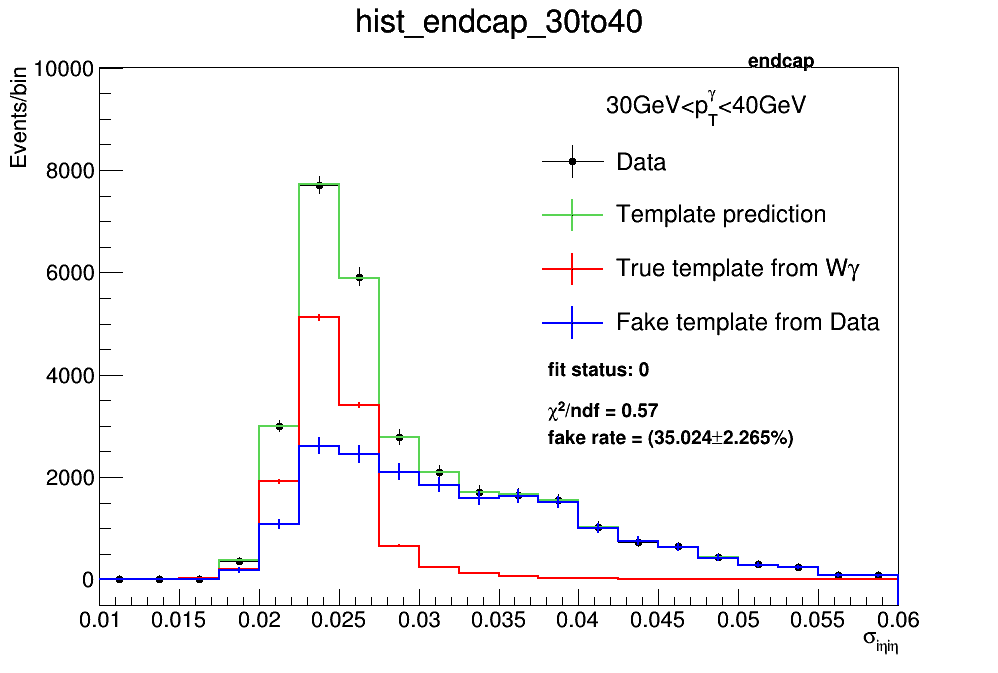 hist_endcap_30to40
endcap
Events/bin
10000
8000
6000
4000
2000
0
30GeV<p_T^γ<40GeV
Data
Template prediction
True template from Wγ
Fake template from Data
fit status: 0
χ²/ndf = 0.57
fake rate = (35.024±2.265%)
0.01 0.015 0.02 0.025 0.03 0.035 0.04 0.045 0.05 0.055 0.06
σ_iηiη